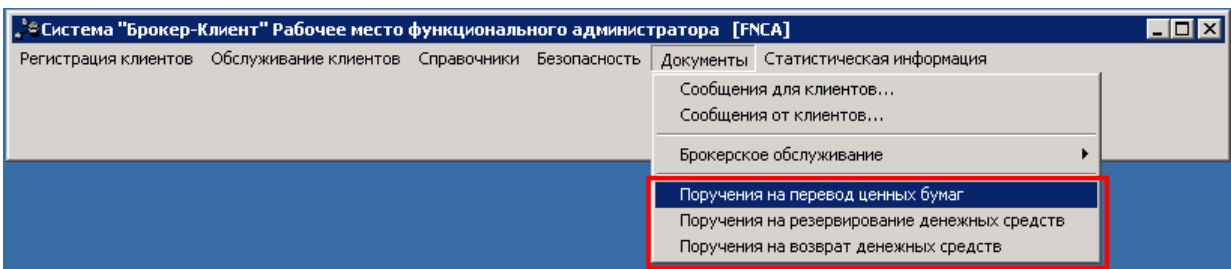 Система "Брокер-Клиент" Рабочее место функционального администратора [FNCA]
Регистрация клиентов Обслуживание клиентов Справочники Безопасность Документы Статистическая информация
Сообщения для клиентов...
Сообщения от клиентов...
Брокерское обслуживание
Поручения на перевод ценных бумаг
Поручения на резервирование денежных средств
Поручения на возврат денежных средств